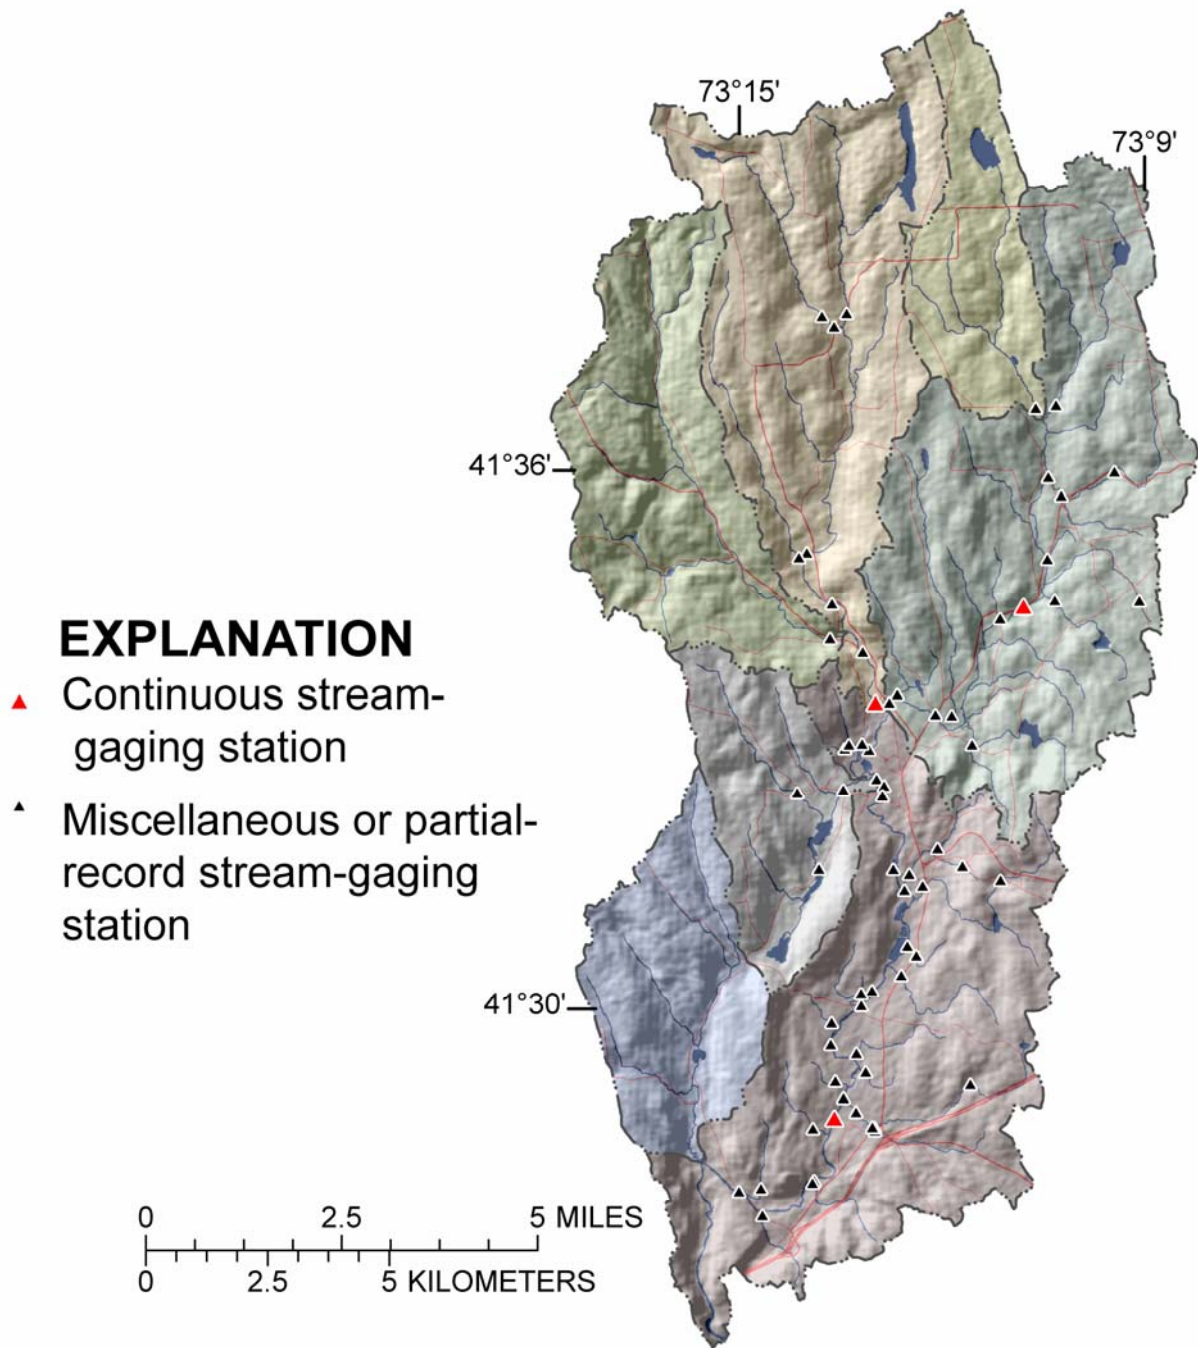 73°15'
73°9'
41°36'
EXPLANATION
Continuous stream-
gaging station
Miscellaneous or partial-
record stream-gaging
station
41°30'
0 2.5 5 MILES
0 2.5 5 KILOMETERS